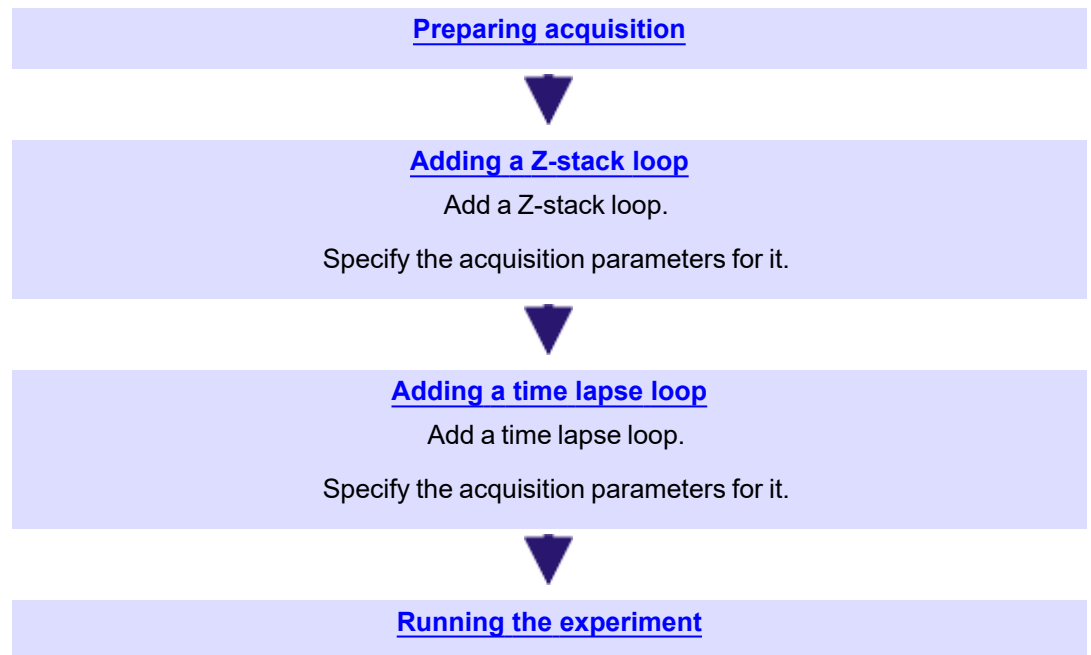 Preparing acquisition
Adding a Z-stack loop
Add a Z-stack loop.
Specify the acquisition parameters for it.
Adding a time lapse loop
Add a time lapse loop.
Specify the acquisition parameters for it.
Running the experiment